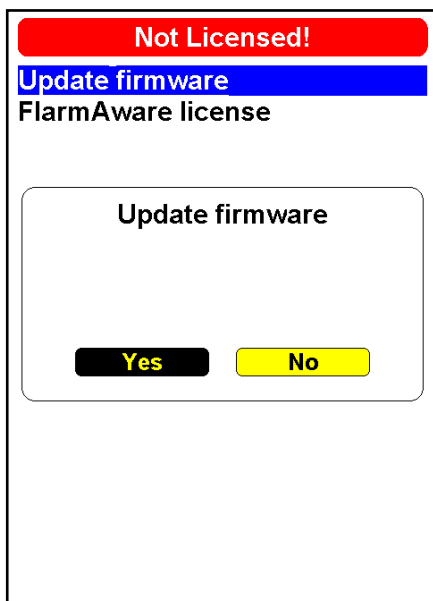 Not Licensed!
Update firmware
FlarmAware license
Update firmware
Yes No